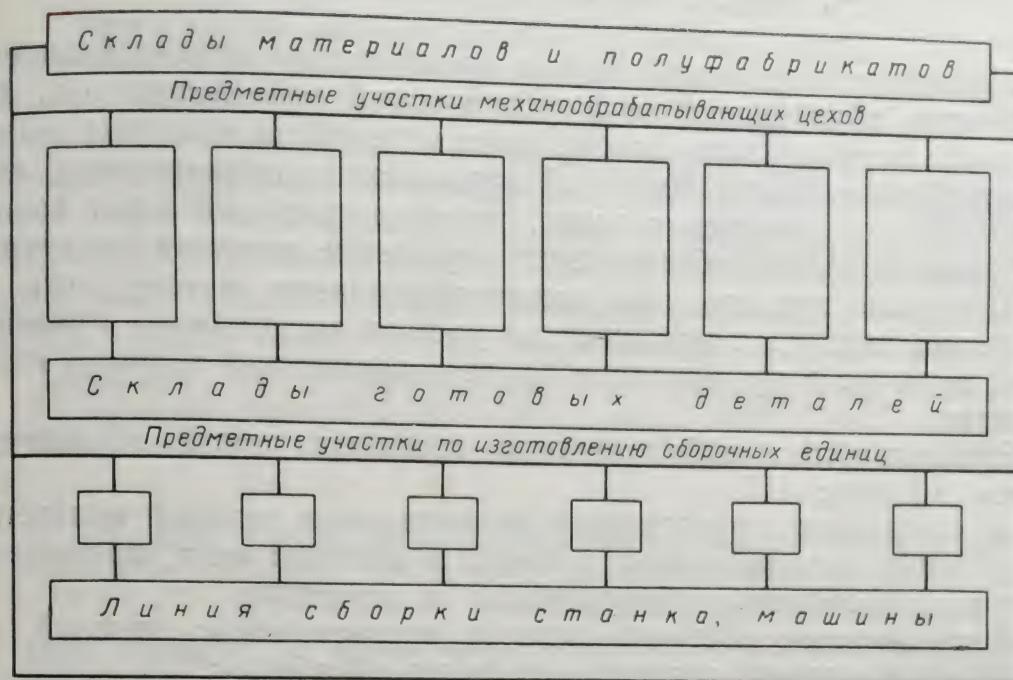 Склады материалов и полуфабрикатов
Предметные участки механообрабатывающих цехов
Склады готовых деталей
Предметные участки по изготовлению сборочных единиц
Линия сборки станка, машины